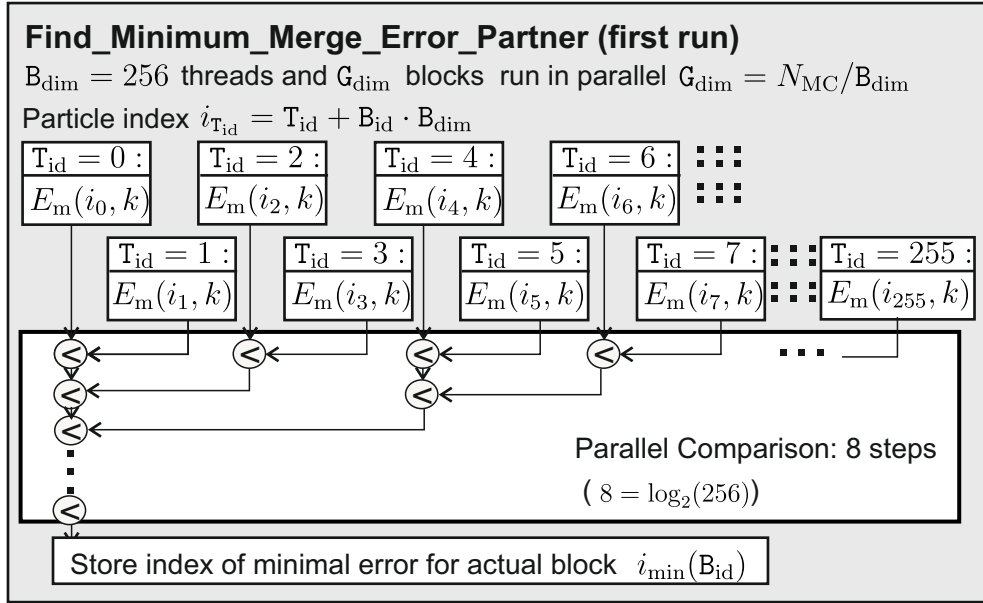 Find_Minimum_Merge_Error_Partner (first run)
B_dim = 256 threads and G_dim blocks run in parallel G_dim = N_MC/B_dim
Particle index i_T_id = T_id + B_id · B_dim
T_id = 0 : T_id = 2 : T_id = 4 : T_id = 6 :
E_m(i_0, k) E_m(i_2, k) E_m(i_4, k) E_m(i_6, k)
T_id = 1 : T_id = 3 : T_id = 5 : T_id = 7 : T_id = 255 :
E_m(i_1, k) E_m(i_3, k) E_m(i_5, k) E_m(i_7, k) E_m(i_255, k)
< < < <
< <
<
Parallel Comparison: 8 steps
( 8 = log_2(256))
<
Store index of minimal error for actual block i_min(B_id)